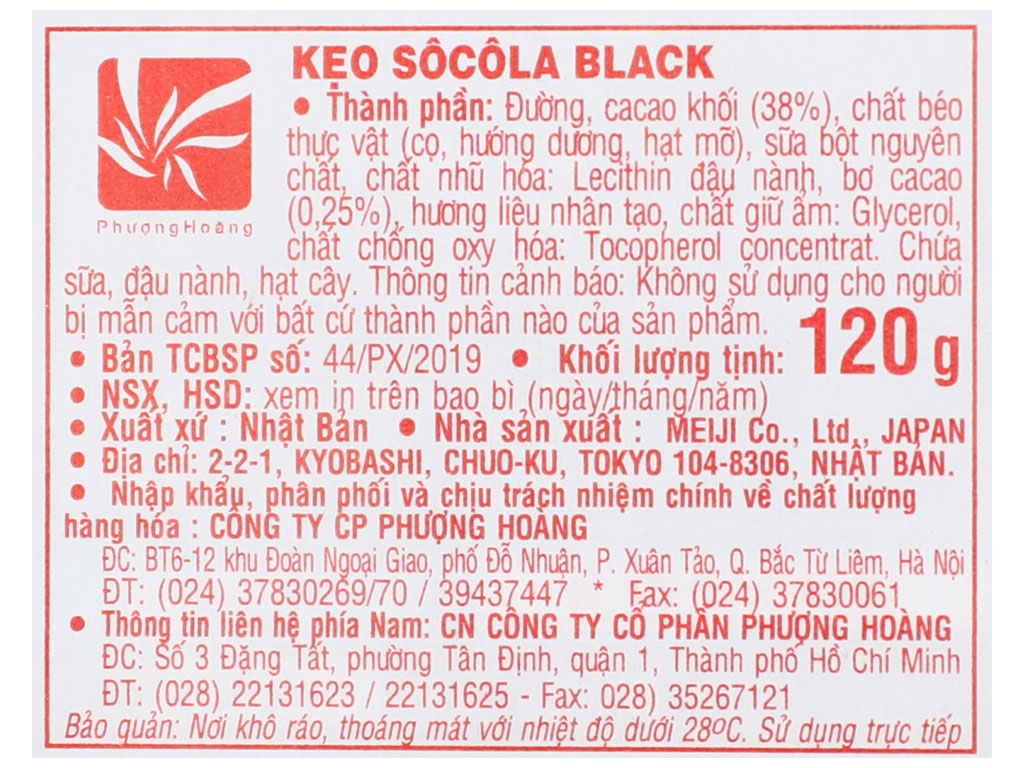 KẸO SÔCÔLA BLACK
• Thành phần: Đường, cacao khối (38%), chất béo
thực vật (cọ, hướng dương, hạt mỡ), sữa bột nguyên
chất, chất nhũ hóa: Lecithin đậu nành, bơ cacao
(0,25%), hương liệu nhân tạo, chất giữ ẩm: Glycerol,
PhượngHoàng
chất chống oxy hóa: Tocopherol concentrat. Chứa
sữa, đậu nành, hạt cây. Thông tin cảnh báo: Không sử dụng cho người
bị mẫn cảm với bất cứ thành phần nào của sản phẩm.
• Bản TCBSP số: 44/PX/2019 • Khối lượng tịnh: 120 g
• NSX, HSD: xem in trên bao bì (ngày/tháng/năm)
• Xuất xứ : Nhật Bản • Nhà sản xuất : MEIJI Co., Ltd,, JAPAN
• Địa chỉ: 2-2-1, KYOBASHI, CHUO-KU, TOKYO 104-8306, NHẬT BẢN.
• Nhập khẩu, phân phối và chịu trách nhiệm chính về chất lượng
hàng hóa : CÔNG TY CP PHƯỢNG HOÀNG
ĐC: BT6-12 khu Đoàn Ngoại Giao, phố Đỗ Nhuận, P. Xuân Tảo, Q. Bắc Từ Liêm, Hà Nội
ĐT: (024) 37830269/70 / 39437447 * Fax: (024) 37830061
• Thông tin liên hệ phía Nam: CN CÔNG TY CỔ PHẦN PHƯỢNG HOÀNG
ĐC: Số 3 Đặng Tất, phường Tân Định, quận 1, Thành phố Hồ Chí Minh
ĐT: (028) 22131623 / 22131625 - Fax: 028) 35267121
Bảo quản: Nơi khô ráo, thoáng mát với nhiệt độ dưới 28ºC. Sử dụng trực tiếp